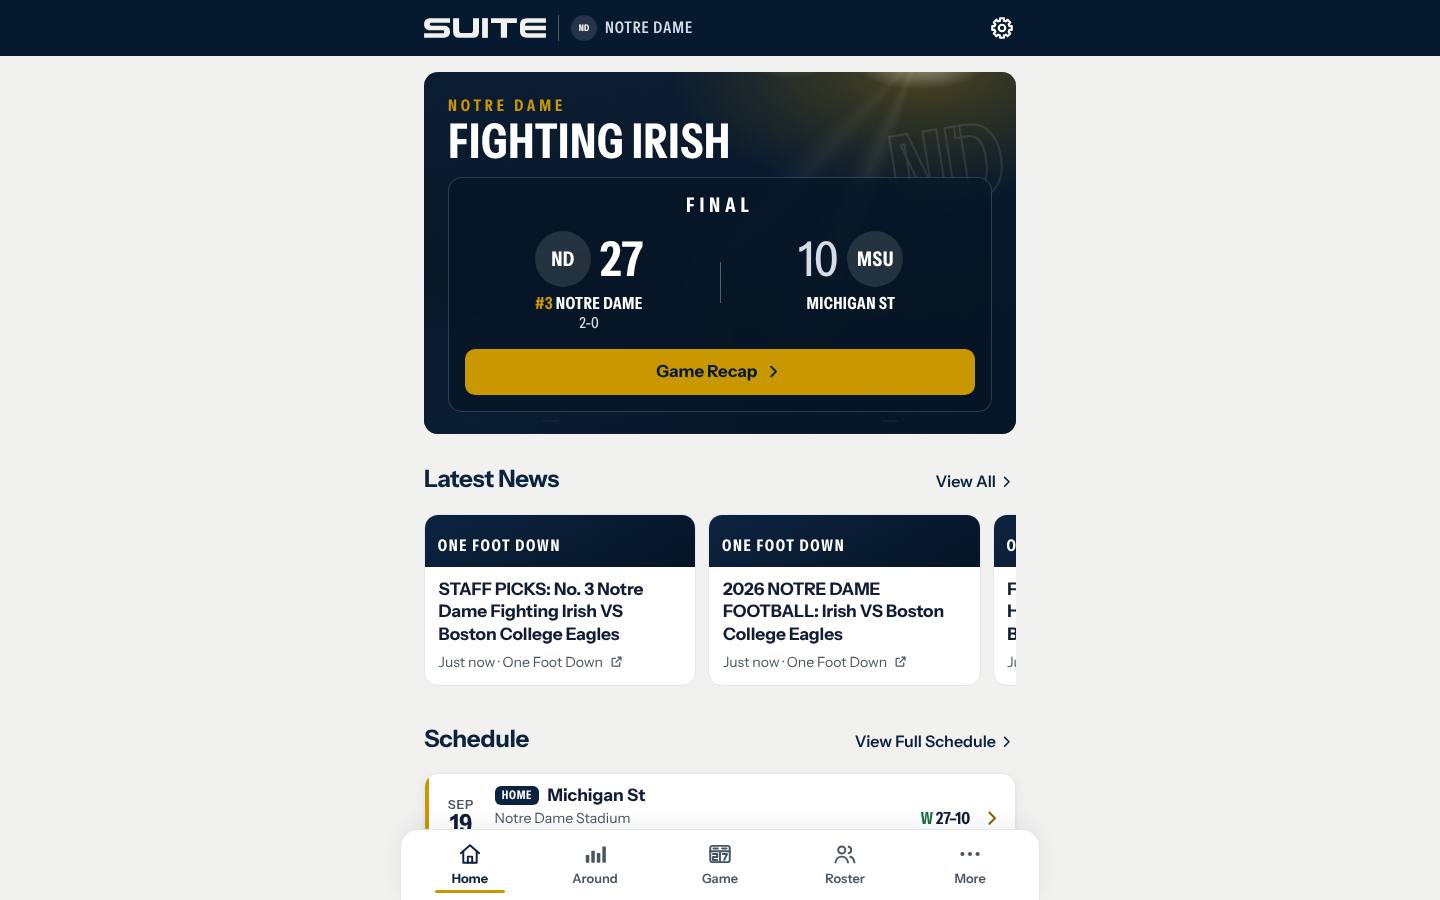 SUITE
ND NOTRE DAME
NOTRE DAME
FIGHTING IRISH
ND
FINAL
ND 27
10 MSU
#3 NOTRE DAME
MICHIGAN ST
2-0
Game Recap
Latest News
View All
ONE FOOT DOWN
STAFF PICKS: No. 3 Notre
Dame Fighting Irish VS
Boston College Eagles
Just now · One Foot Down
ONE FOOT DOWN
2026 NOTRE DAME
FOOTBALL: Irish VS Boston
College Eagles
Just now · One Foot Down
Schedule
View Full Schedule
SEP
19
HOME Michigan St
Notre Dame Stadium
W 27–10
Home
Around
Game
Roster
More